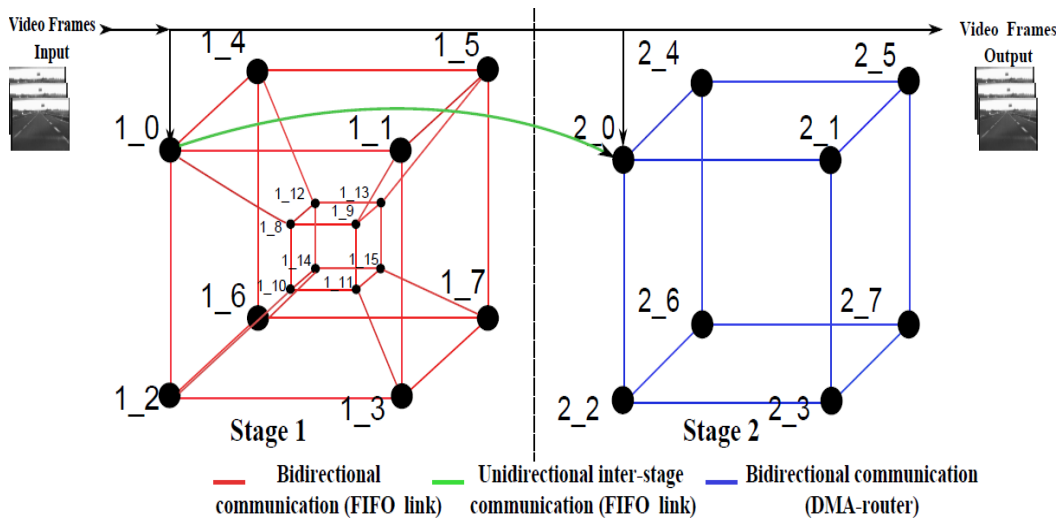 Video Frames
Input
1_4
1_5
1_0
1_1
1_12
1_13
1_8
1_9
1_14
1_15
1_10
1_11
1_6
1_7
1_2
1_3
Stage 1
Video Frames
Output
2_4
2_5
2_0
2_1
2_6
2_7
2_2
2_3
Stage 2
Bidirectional
communication (FIFO link)
Unidirectional inter-stage
communication (FIFO link)
Bidirectional communication
(DMA-router)